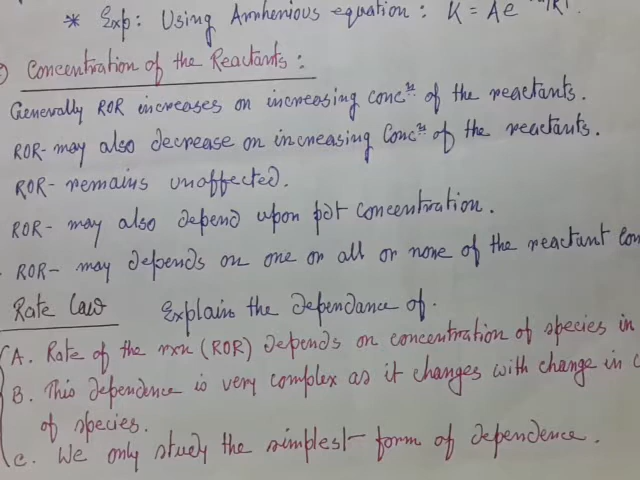 * Exp: Using Arrhenious equation: K = Ae
Concentration of the Reactants:
Generally ROR increases on increasing concⁿ of the reactants.
ROR- may also decrease on increasing Concⁿ of the reactants.
ROR- remains unaffected.
ROR- may also depend upon pdt concentration.
ROR- may depends on one or all or none of the reactant con
Rate law Explain the dependance of.
A. Rate of the rxn (ROR) depends on concentration of species in
B. This dependence is very complex as it changes with change in c
of species.
C. We only study the simplest form of dependence.